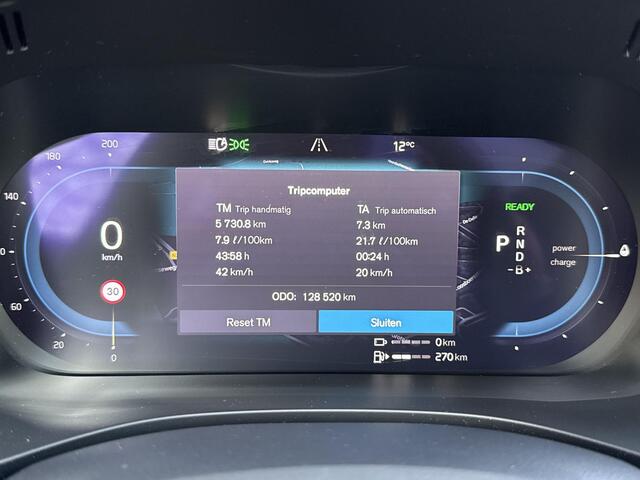 180
200
12°C
140
100
60
20
0
0
km/h
30
Tripcomputer
TM Trip handmatig
5 730.8 km
7.9 ℓ/100km
43:58 h
42 km/h
TA Trip automatisch
7.3 km
21.7 ℓ/100km
00:24 h
20 km/h
ODO: 128 520 km
Reset TM
Sluiten
READY
P
R
N
D
-B+
power
charge
0 km
270 km